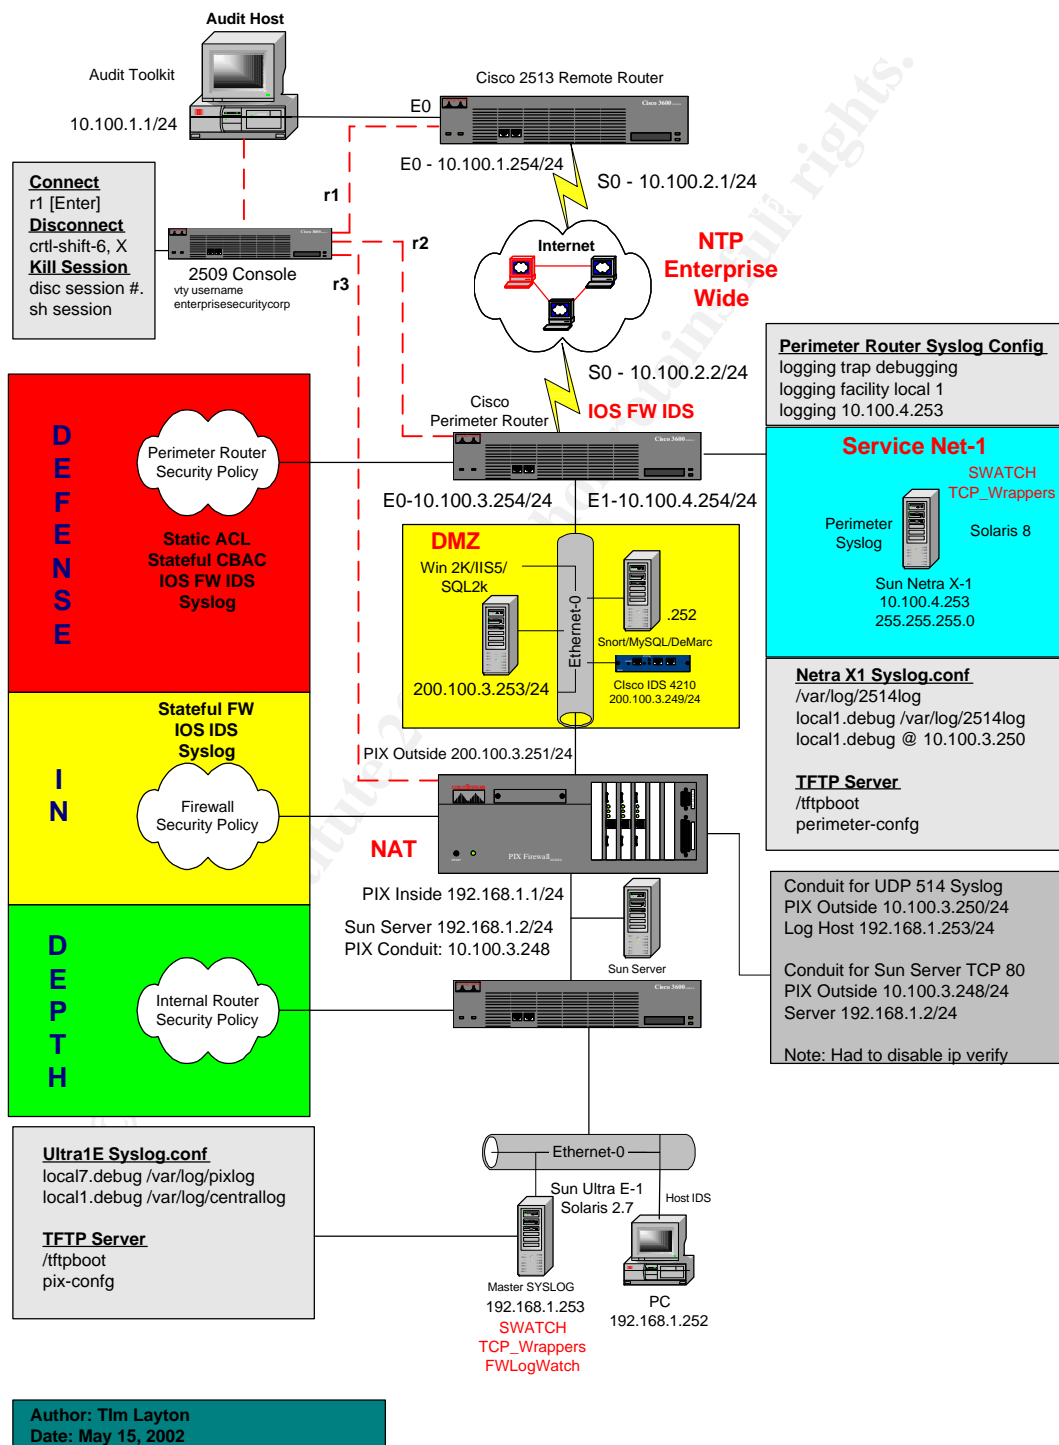 Audit Host
Audit Toolkit
10.100.1.1/24
Cisco 2513 Remote Router
E0
Cisco 3600
E0 - 10.100.1.254/24
S0 - 10.100.2.1/24
Connect
r1 [Enter]
Disconnect
crtl-shift-6, X
Kill Session
disc session #.
sh session
2509 Console
vty username
enterprisesecuritycorp
r1
r2
r3
Internet
NTP
Enterprise
Wide
S0 - 10.100.2.2/24
Cisco
Perimeter Router
IOS FW IDS
Cisco 3600
E0-10.100.3.254/24
E1-10.100.4.254/24
Perimeter Router Syslog Config
logging trap debugging
logging facility local 1
logging 10.100.4.253
Service Net-1
SWATCH
TCP_Wrappers
Perimeter
Syslog
Solaris 8
Sun Netra X-1
10.100.4.253
255.255.255.0
DEFENSE
Perimeter Router
Security Policy
Static ACL
Stateful CBAC
IOS FW IDS
Syslog
DMZ
Win 2K/IIS5/
SQL2k
Ethernet-0
.252
Snort/MySQL/DeMarc
CIsco IDS 4210
200.100.3.249/24
200.100.3.253/24
Netra X1 Syslog.conf
/var/log/2514log
local1.debug /var/log/2514log
local1.debug @ 10.100.3.250
TFTP Server
/tftpboot
perimeter-confg
IN
Stateful FW
IOS IDS
Syslog
Firewall
Security Policy
PIX Outside 200.100.3.251/24
PIX Firewall
NAT
PIX Inside 192.168.1.1/24
Sun Server 192.168.1.2/24
PIX Conduit: 10.100.3.248
Sun Server
Conduit for UDP 514 Syslog
PIX Outside 10.100.3.250/24
Log Host 192.168.1.253/24
Conduit for Sun Server TCP 80
PIX Outside 10.100.3.248/24
Server 192.168.1.2/24
Note: Had to disable ip verify
DEPTH
Internal Router
Security Policy
Cisco 3600
Ultra1E Syslog.conf
local7.debug /var/log/pixlog
local1.debug /var/log/centrallog
TFTP Server
/tftpboot
pix-confg
Ethernet-0
Sun Ultra E-1
Solaris 2.7
Host IDS
Master SYSLOG
192.168.1.253
SWATCH
TCP_Wrappers
FWLogWatch
PC
192.168.1.252
Author: TIm Layton
Date: May 15, 2002